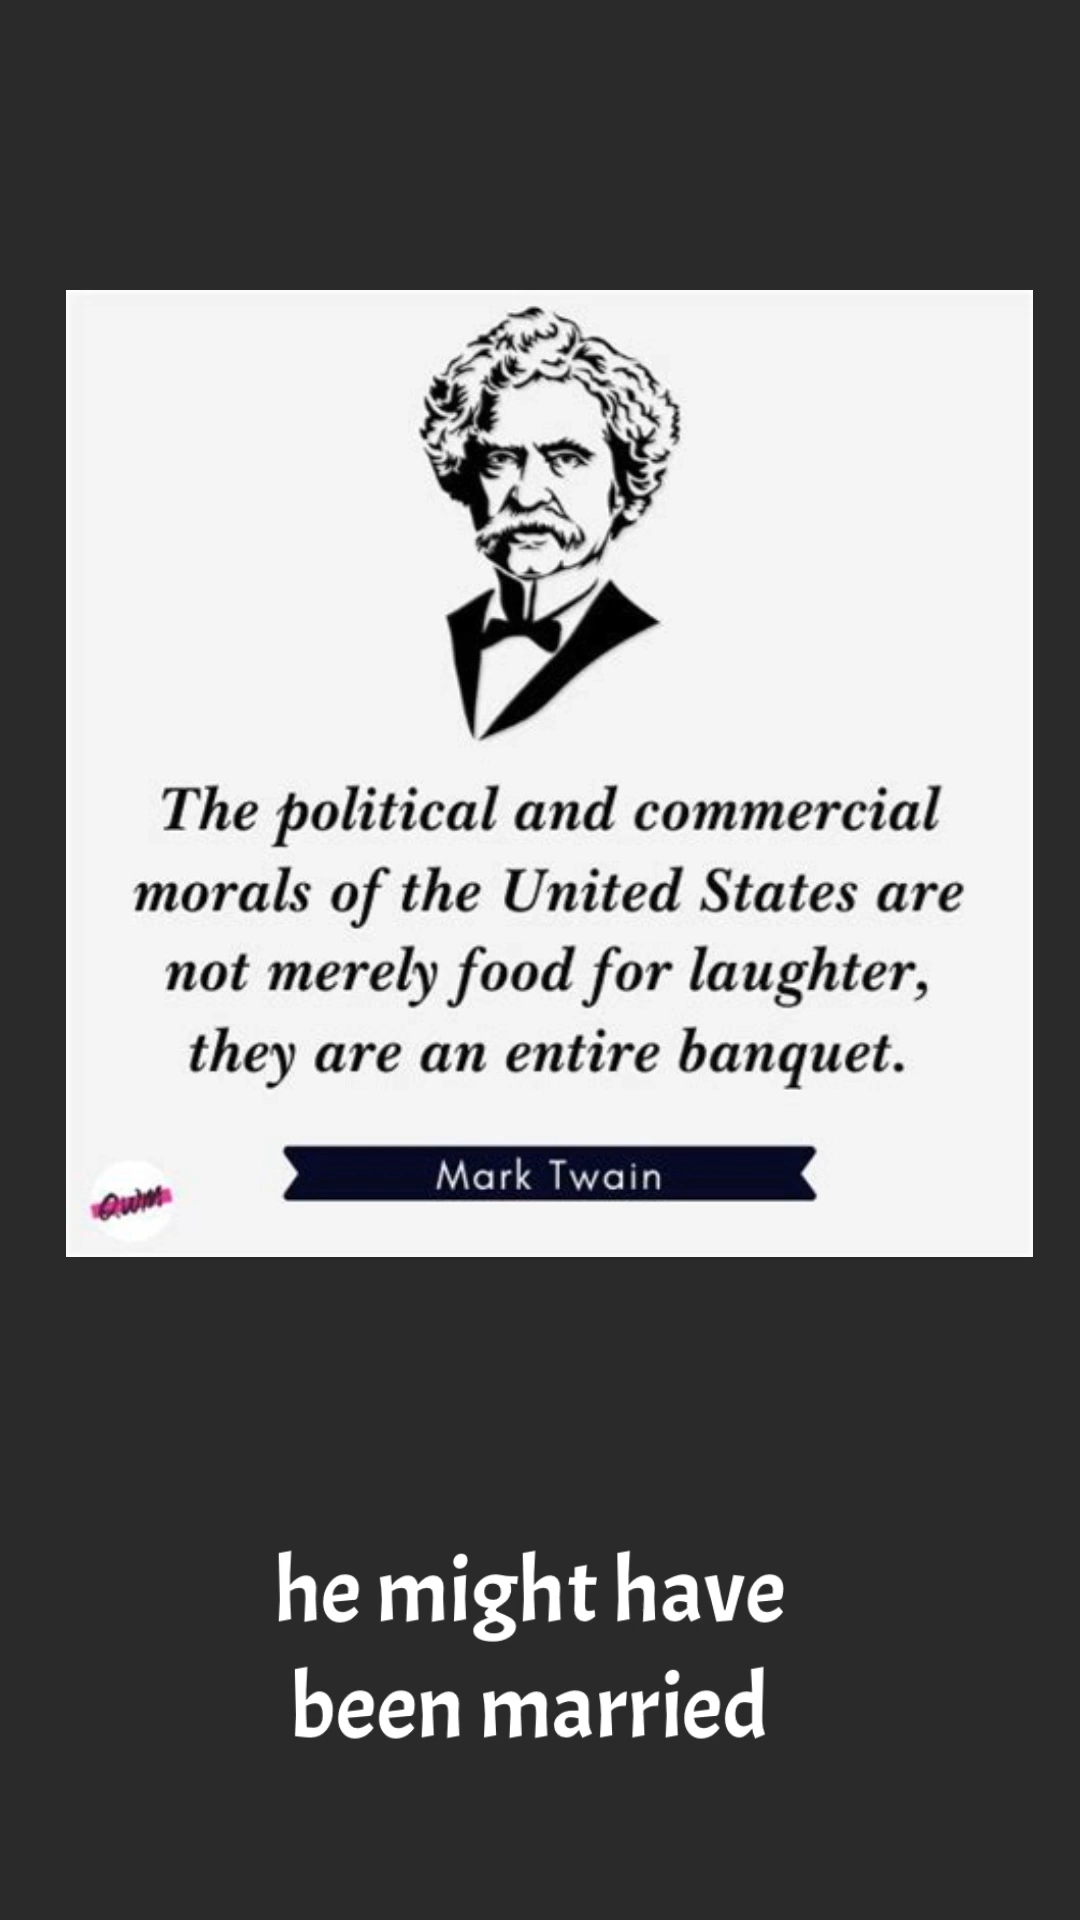 The political and commercial
morals of the United States are
not merely food for laughter,
they are an entire banquet.
Mark Twain
QWM
he might have
been married